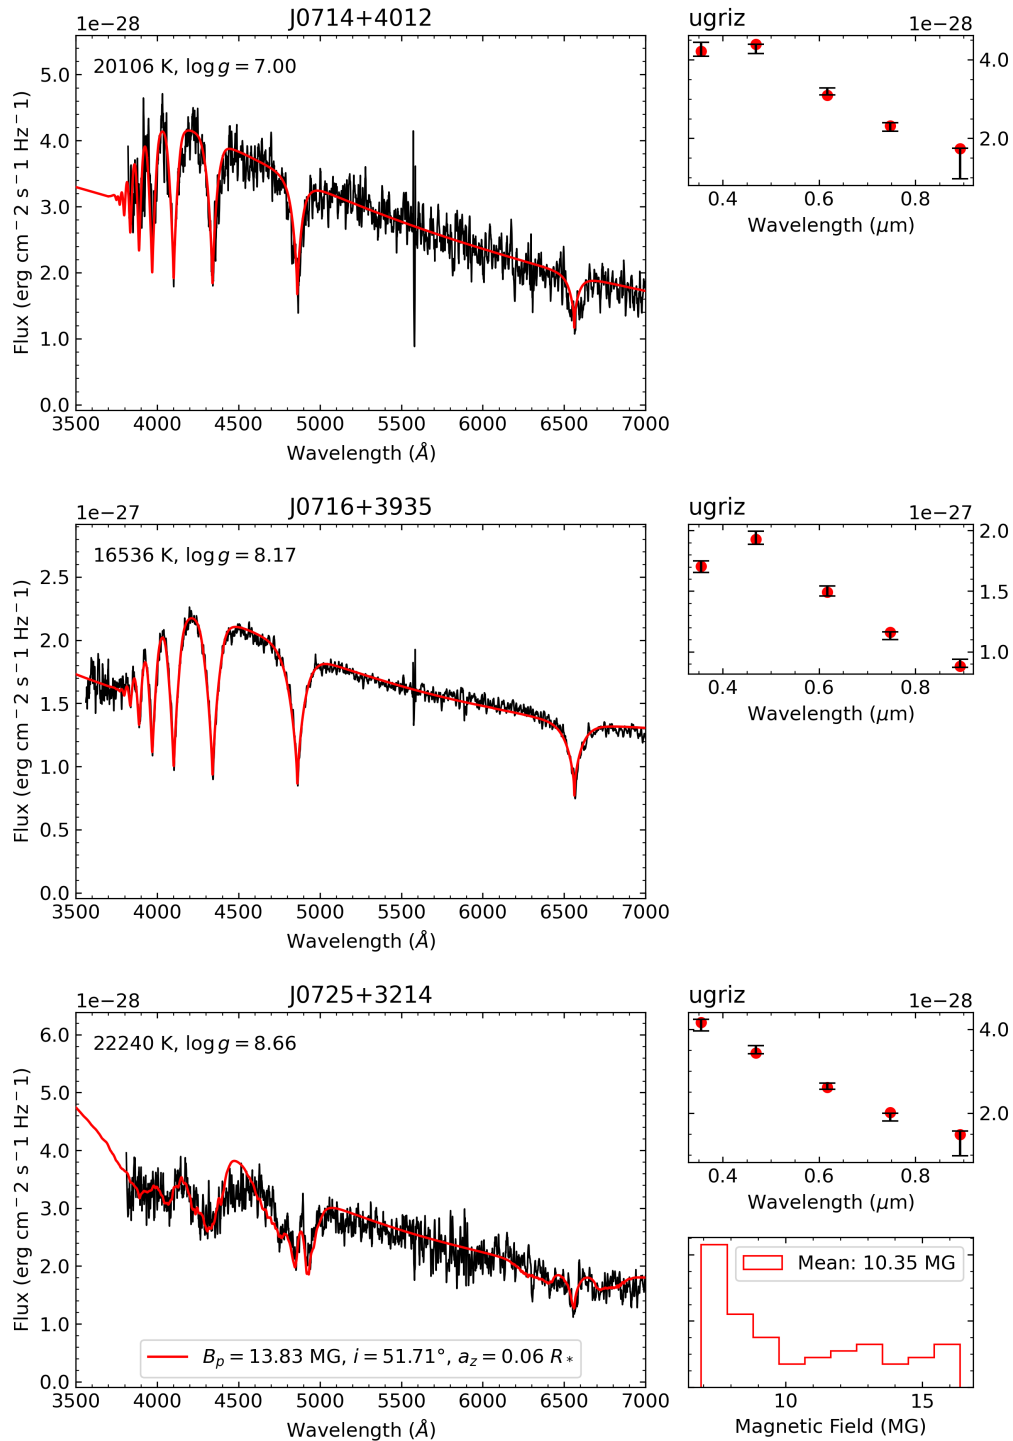 J0714+4012
1e−28
20106 K, log g = 7.00
5.0
4.0
3.0
2.0
1.0
0.0
3500 4000 4500 5000 5500 6000 6500 7000
Wavelength (Å)
Flux (erg cm−2 s−1 Hz−1)
ugriz
1e−28
4.0
2.0
0.4 0.6 0.8
Wavelength (μm)
J0716+3935
1e−27
16536 K, log g = 8.17
2.5
2.0
1.5
1.0
0.5
0.0
3500 4000 4500 5000 5500 6000 6500 7000
Wavelength (Å)
Flux (erg cm−2 s−1 Hz−1)
ugriz
1e−27
2.0
1.5
1.0
0.4 0.6 0.8
Wavelength (μm)
J0725+3214
1e−28
22240 K, log g = 8.66
6.0
5.0
4.0
3.0
2.0
1.0
0.0
Bp = 13.83 MG, i = 51.71°, az = 0.06 R*
3500 4000 4500 5000 5500 6000 6500 7000
Wavelength (Å)
Flux (erg cm−2 s−1 Hz−1)
ugriz
1e−28
4.0
2.0
0.4 0.6 0.8
Wavelength (μm)
Mean: 10.35 MG
10 15
Magnetic Field (MG)